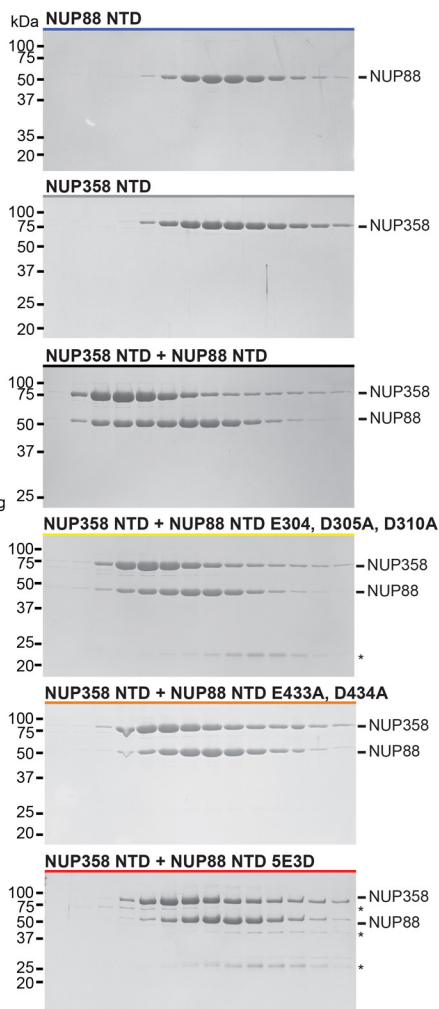 kDa
NUP88 NTD
100
75
50
37
35
20
NUP88
NUP358 NTD
100
75
50
37
25
20
NUP358
NUP358 NTD + NUP88 NTD
100
75
50
37
25
NUP358
NUP88
g
NUP358 NTD + NUP88 NTD E304, D305A, D310A
100
75
50
37
25
20
NUP358
NUP88
*
NUP358 NTD + NUP88 NTD E433A, D434A
100
75
50
37
25
20
NUP358
NUP88
NUP358 NTD + NUP88 NTD 5E3D
100
75
50
37
25
20
NUP358
*
NUP88
*
*